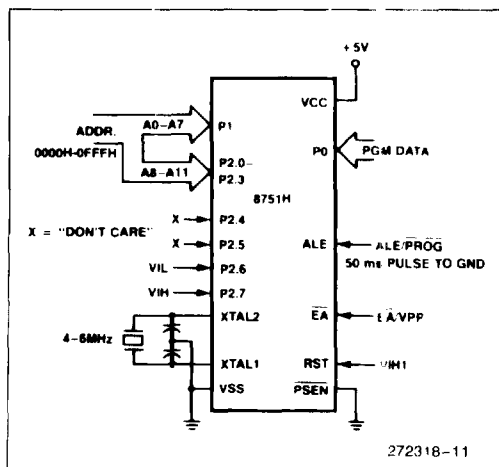 +5V
VCC
A0–A7
P1
ADDR.
0000H-0FFFH
P2.0–
P2.3
A8–A11
P0
PGM DATA
8751H
X
P2.4
X = "DON'T CARE"
X
P2.5
ALE
ALE/PROG
50 ms PULSE TO GND
VIL
P2.6
VIH
P2.7
EA
EA/VPP
XTAL2
4–6MHz
XTAL1
RST
VIH1
VSS
PSEN
272318–11